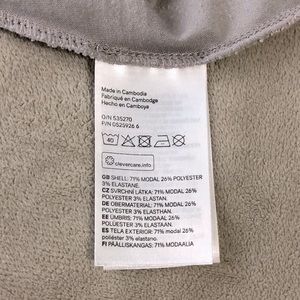 Made in Cambodia
Fabriqué en Cambodge
Hecho en Camboya
O/N 535270
P/N 0525926 6
40
clevercare.info
GB SHELL: 71% MODAL 26% POLYESTER
3% ELASTANE.
CZ SVRCHNÍ LÁTKA: 71% MODAL 26%
POLYESTER 3% ELASTAN.
DE OBERMATERIAL: 71% MODAL 26%
POLYESTER 3% ELASTHAN.
EE ÜMBRIS: 71% MODAAL 26%
POLÜESTER 3% ELASTAAN.
ES TELA EXTERIOR: 71% modal 26%
poliéster 3% elastano.
FI PÄÄLLISKANGAS: 71% MODAALIA